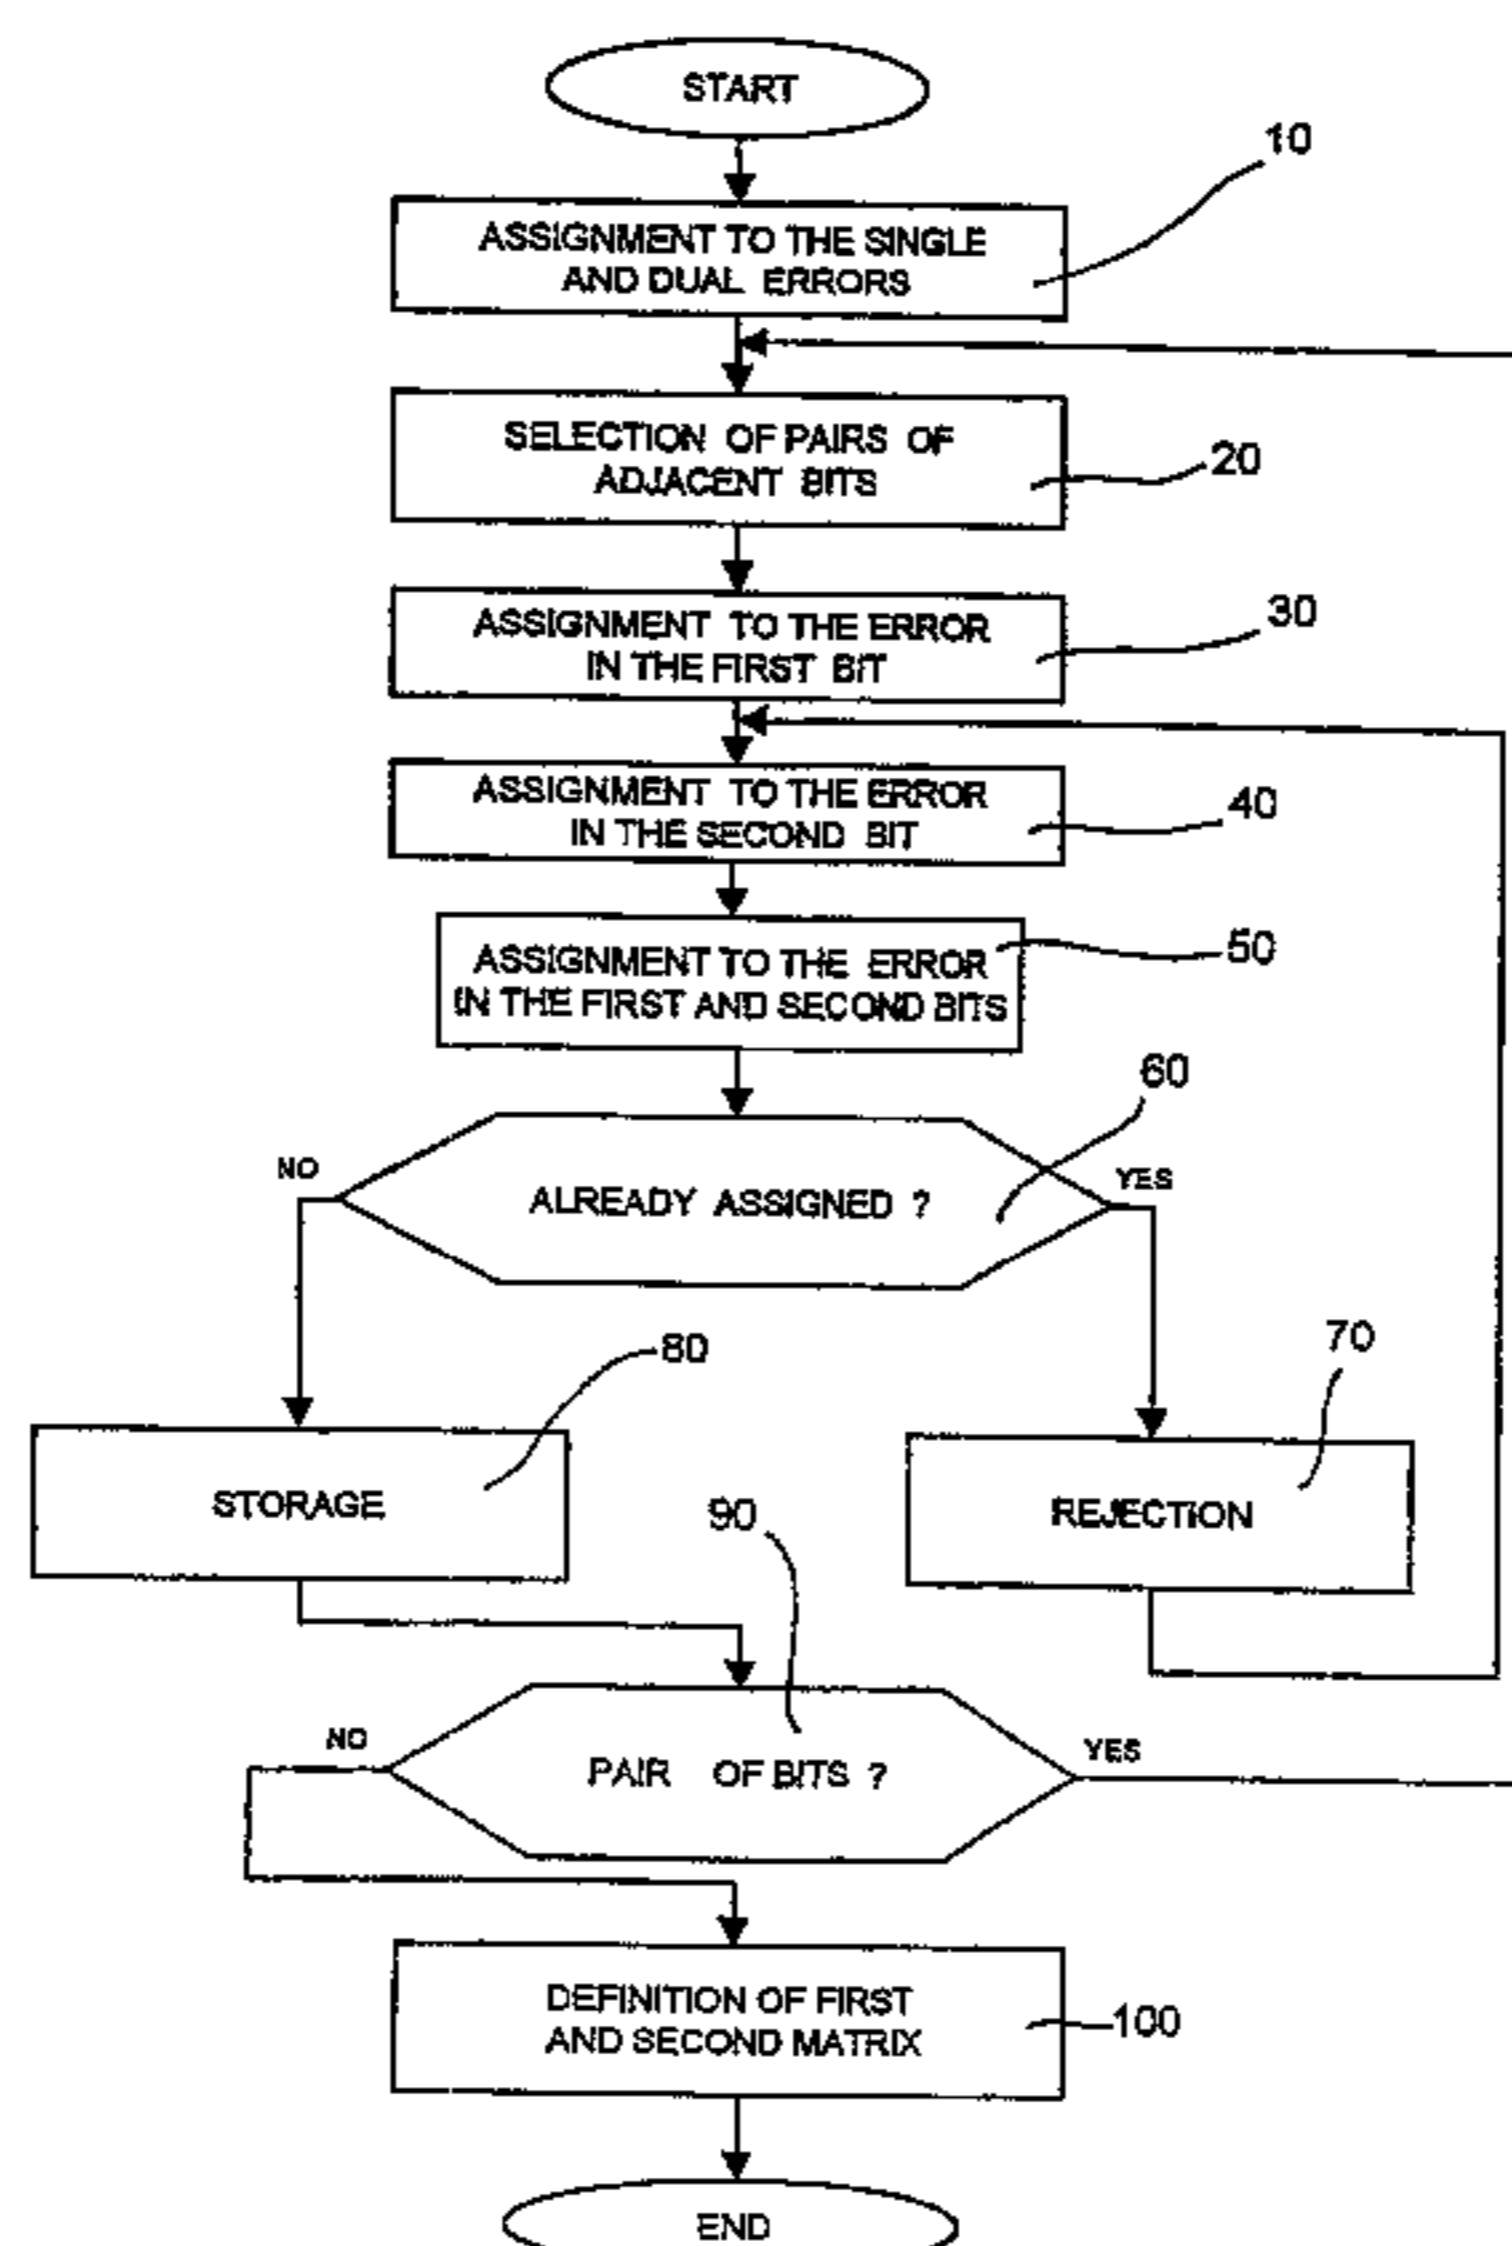 START
10
ASSIGNMENT TO THE SINGLE
AND DUAL ERRORS
SELECTION OF PAIRS OF
ADJACENT BITS
20
30
ASSIGNMENT TO THE ERROR
IN THE FIRST BIT
ASSIGNMENT TO THE ERROR
IN THE SECOND BIT
40
ASSIGNMENT TO THE ERROR
IN THE FIRST AND SECOND BITS
50
60
NO
YES
ALREADY ASSIGNED ?
80
70
STORAGE
REJECTION
90
NO
YES
PAIR OF BITS ?
DEFINITION OF FIRST
AND SECOND MATRIX
100
END